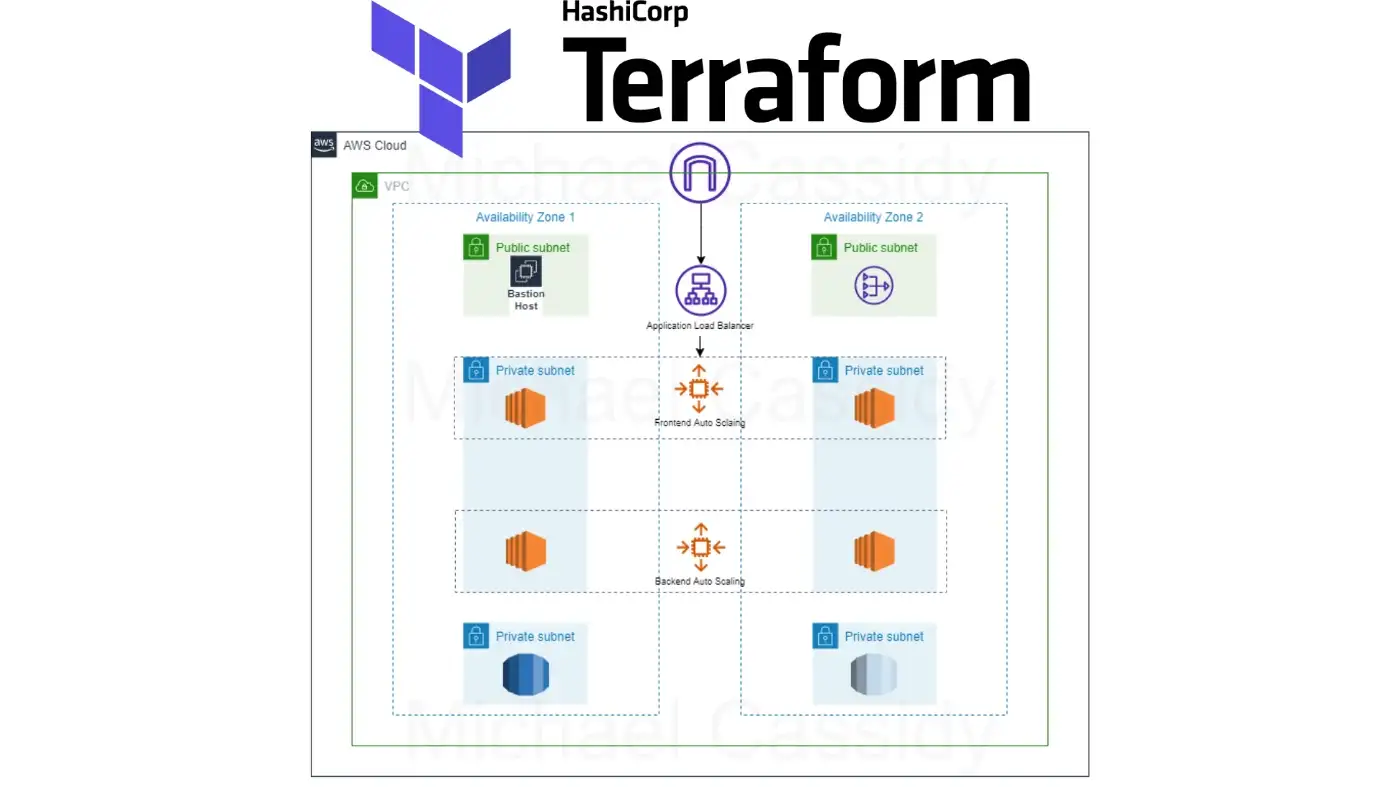 HashiCorp
Terraform
aws
AWS Cloud
Michael Cassidy
VPC
Availability Zone 1
Availability Zone 2
Public subnet
Public subnet
Bastion
Host
Application Load Balancer
Private subnet
Private subnet
Michael Cassidy
Frontend Auto Sclaing
Backend Auto Scaling
Private subnet
Private subnet
Michael Cassidy